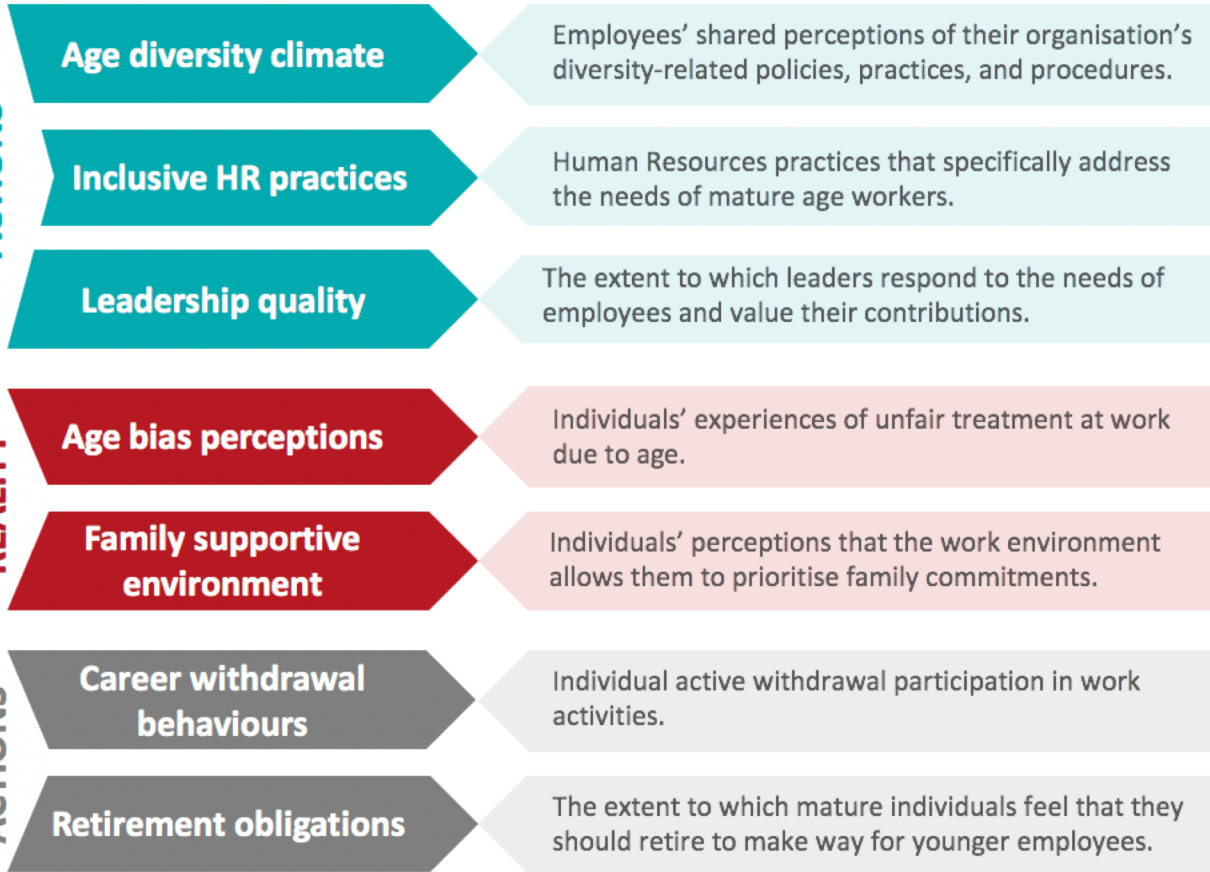 Age diversity climate
Employees’ shared perceptions of their organisation’s
diversity-related policies, practices, and procedures.
Inclusive HR practices
Human Resources practices that specifically address
the needs of mature age workers.
Leadership quality
The extent to which leaders respond to the needs of
employees and value their contributions.
Age bias perceptions
Individuals’ experiences of unfair treatment at work
due to age.
Family supportive
environment
Individuals’ perceptions that the work environment
allows them to prioritise family commitments.
Career withdrawal
behaviours
Individual active withdrawal participation in work
activities.
Retirement obligations
The extent to which mature individuals feel that they
should retire to make way for younger employees.